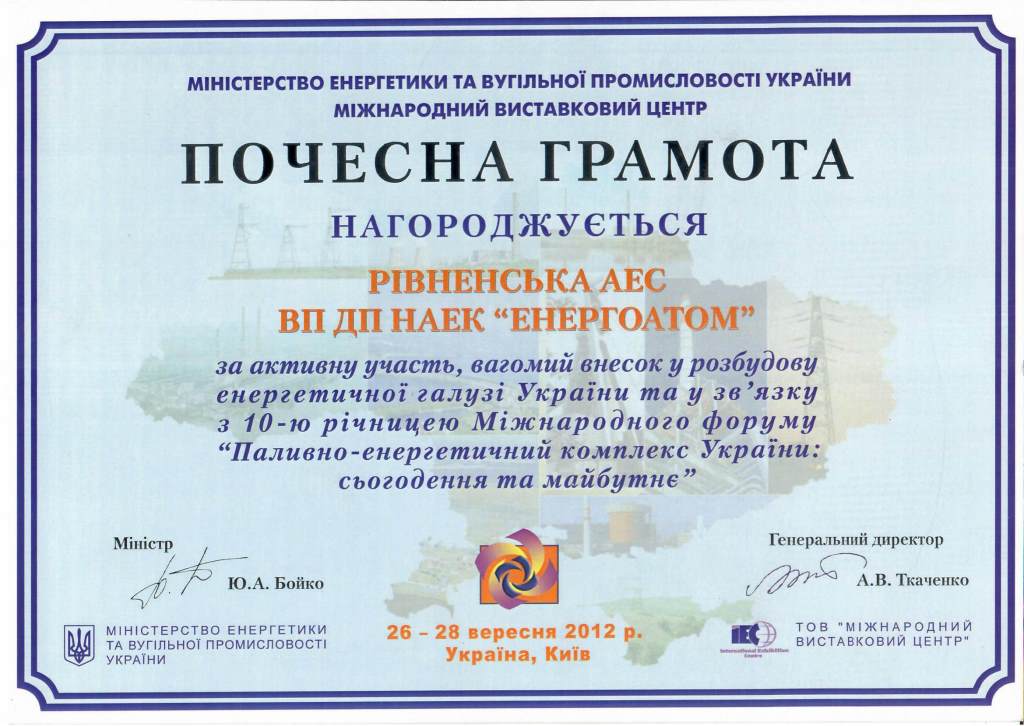 МІНІСТЕРСТВО ЕНЕРГЕТИКИ ТА ВУГІЛЬНОЇ ПРОМИСЛОВОСТІ УКРАЇНИ
МІЖНАРОДНИЙ ВИСТАВКОВИЙ ЦЕНТР
ПОЧЕСНА ГРАМОТА
НАГОРОДЖУЄТЬСЯ
РІВНЕНСЬКА АЕС
ВП ДП НАЕК “ЕНЕРГОАТОМ”
за активну участь, вагомий внесок у розбудову
енергетичної галузі України та у зв’язку
з 10-ю річницею Міжнародного форуму
“Паливно-енергетичний комплекс України:
сьогодення та майбутнє”
Міністр
Ю.А. Бойко
Генеральний директор
А.В. Ткаченко
МІНІСТЕРСТВО ЕНЕРГЕТИКИ
ТА ВУГІЛЬНОЇ ПРОМИСЛОВОСТІ
УКРАЇНИ
26 – 28 вересня 2012 р.
Україна, Київ
IEC
International Exhibition
Centre
ТОВ "МІЖНАРОДНИЙ
ВИСТАВКОВИЙ ЦЕНТР"